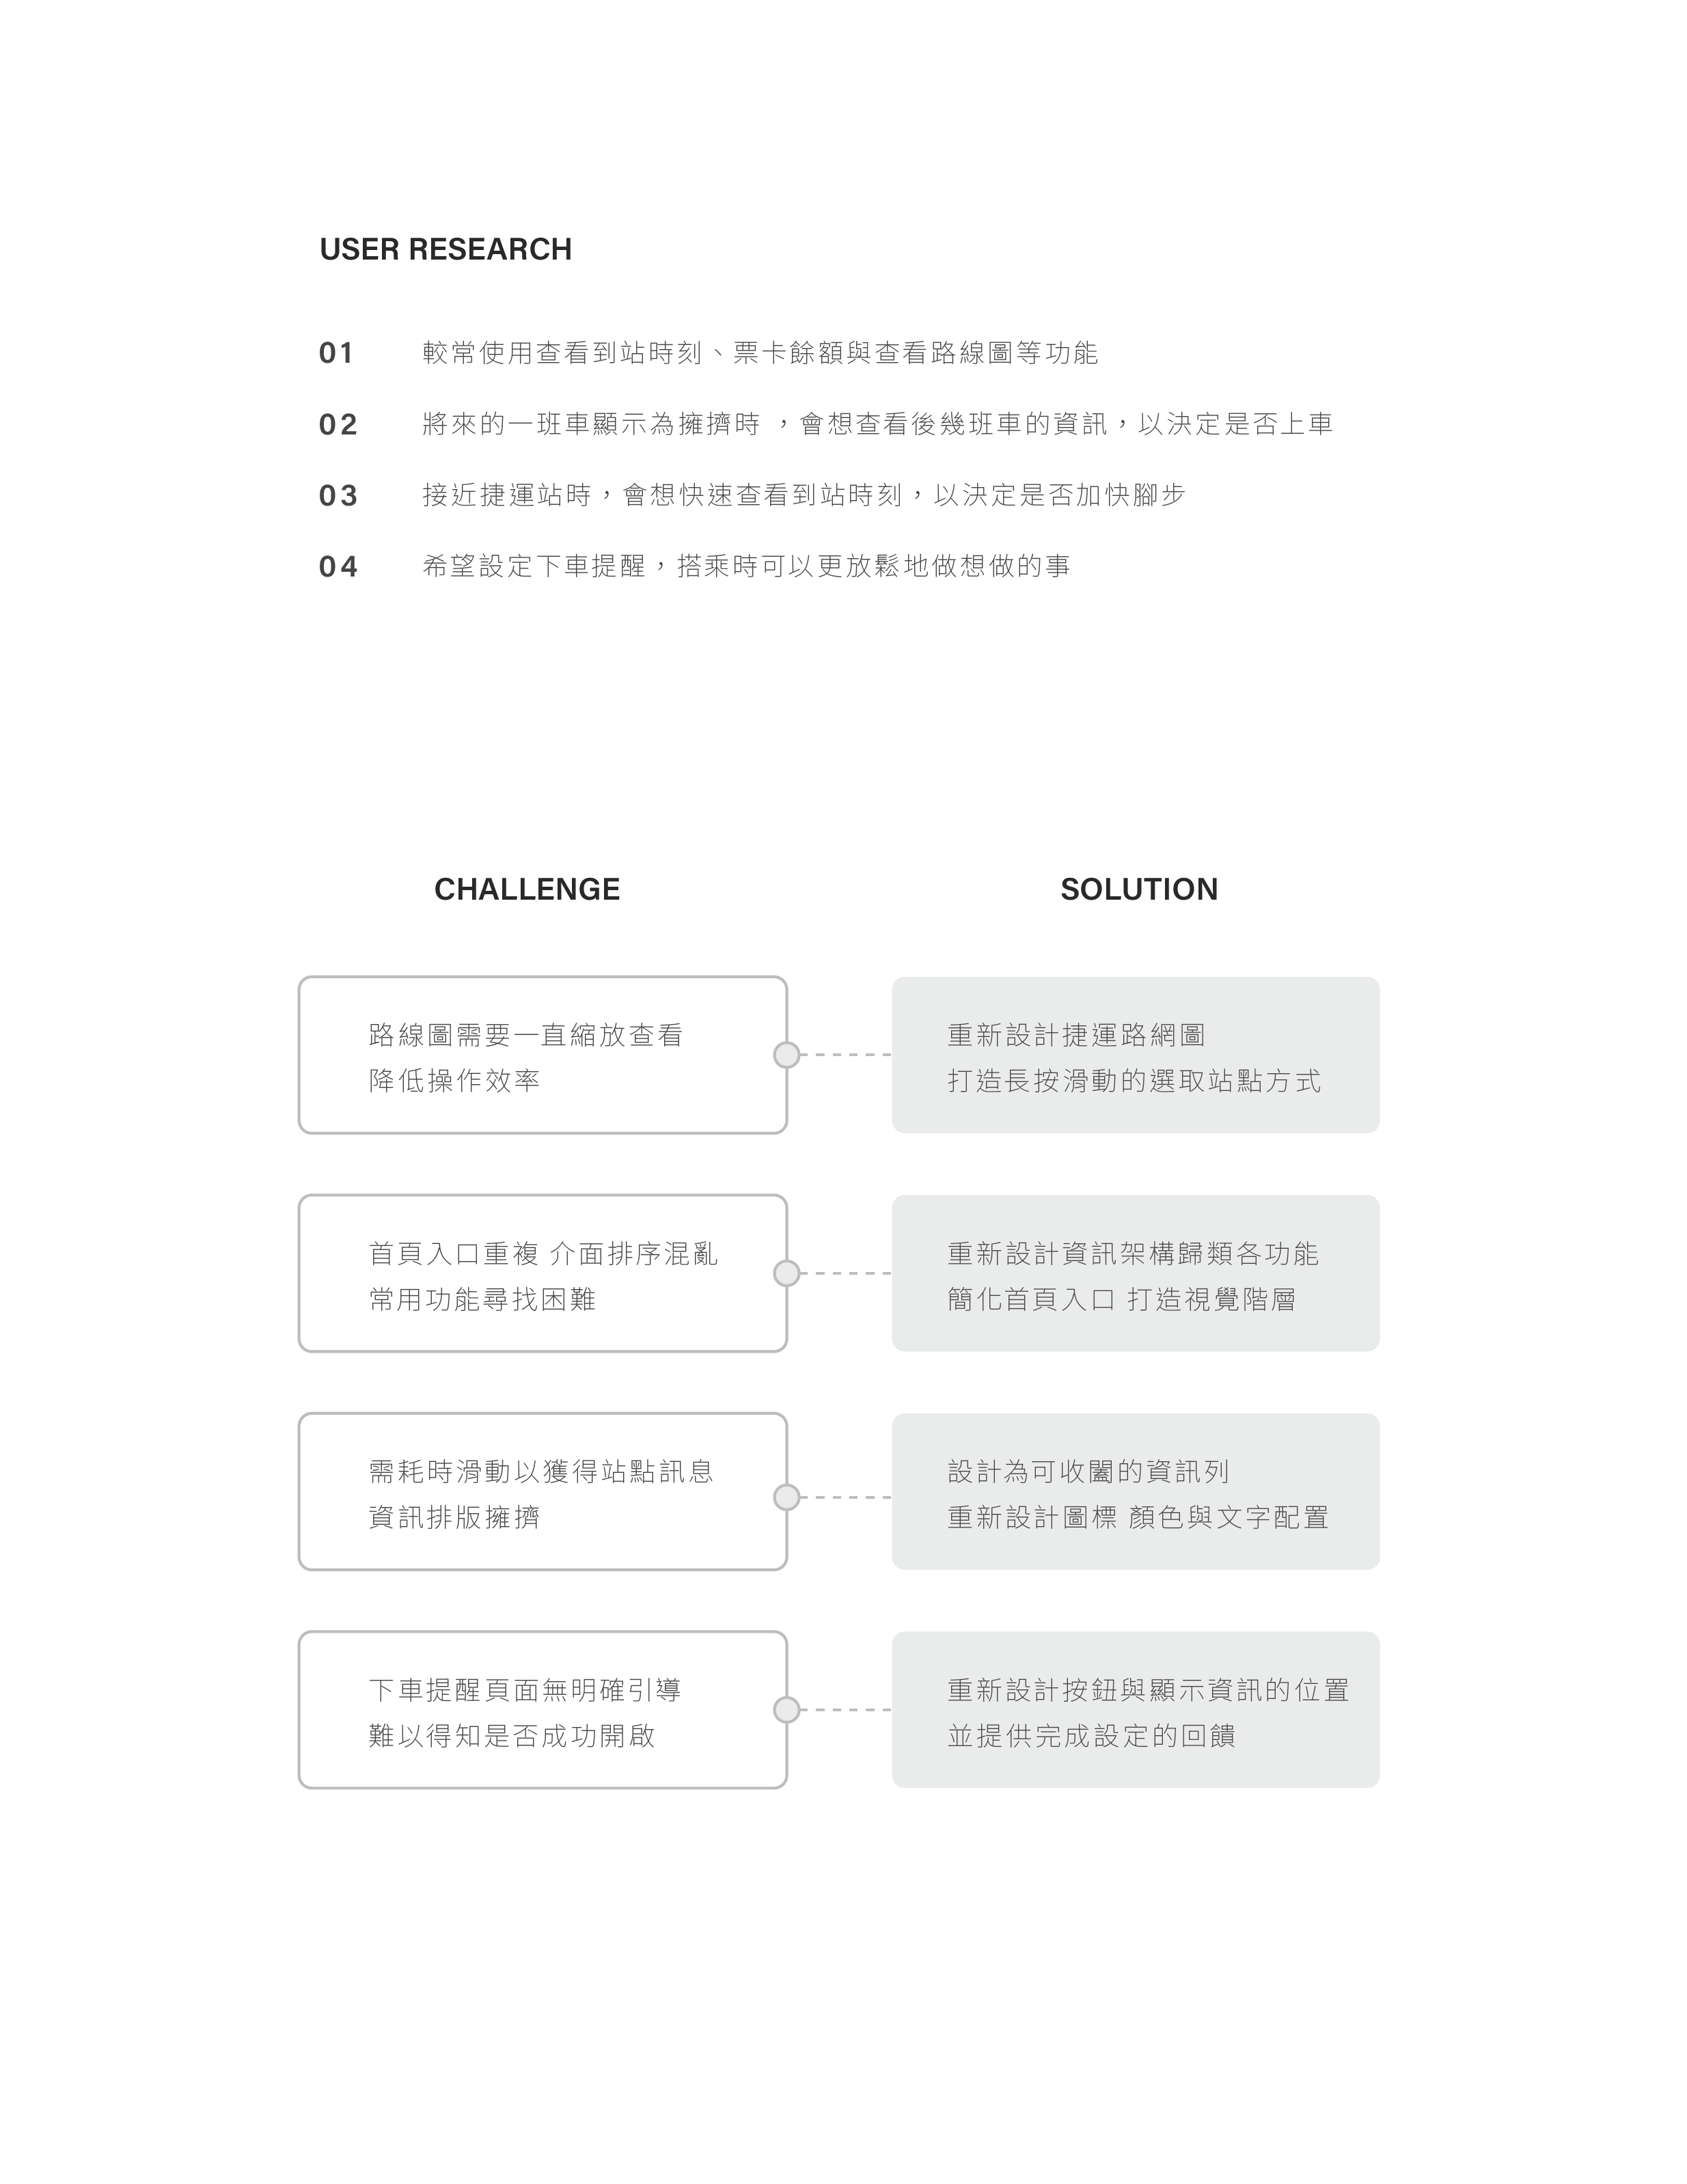 USER RESEARCH
01 較常使用查看到站時刻、票卡餘額與查看路線圖等功能
02 將來的一班車顯示為擁擠時 ，會想查看後幾班車的資訊，以決定是否上車
03 接近捷運站時，會想快速查看到站時刻，以決定是否加快腳步
04 希望設定下車提醒，搭乘時可以更放鬆地做想做的事
CHALLENGE
SOLUTION
路線圖需要一直縮放查看
降低操作效率
重新設計捷運路網圖
打造長按滑動的選取站點方式
首頁入口重複 介面排序混亂
常用功能尋找困難
重新設計資訊架構歸類各功能
簡化首頁入口 打造視覺階層
需耗時滑動以獲得站點訊息
資訊排版擁擠
設計為可收闔的資訊列
重新設計圖標 顏色與文字配置
下車提醒頁面無明確引導
難以得知是否成功開啟
重新設計按鈕與顯示資訊的位置
並提供完成設定的回饋